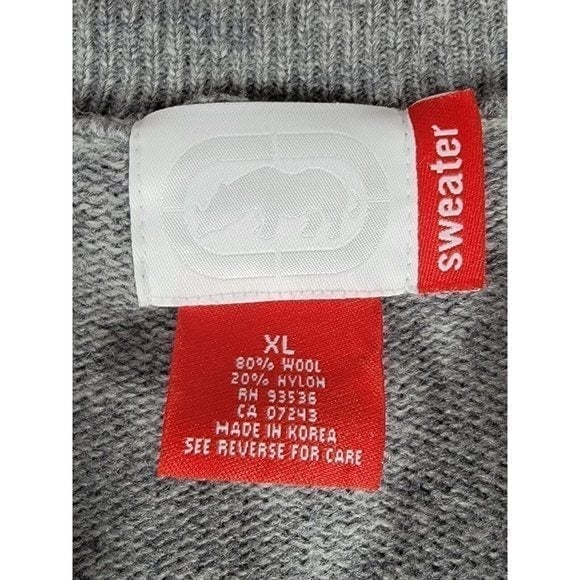 sweater
XL
80% WOOL
20% NYLON
RN 93536
CA 07243
MADE IN KOREA
SEE REVERSE FOR CARE